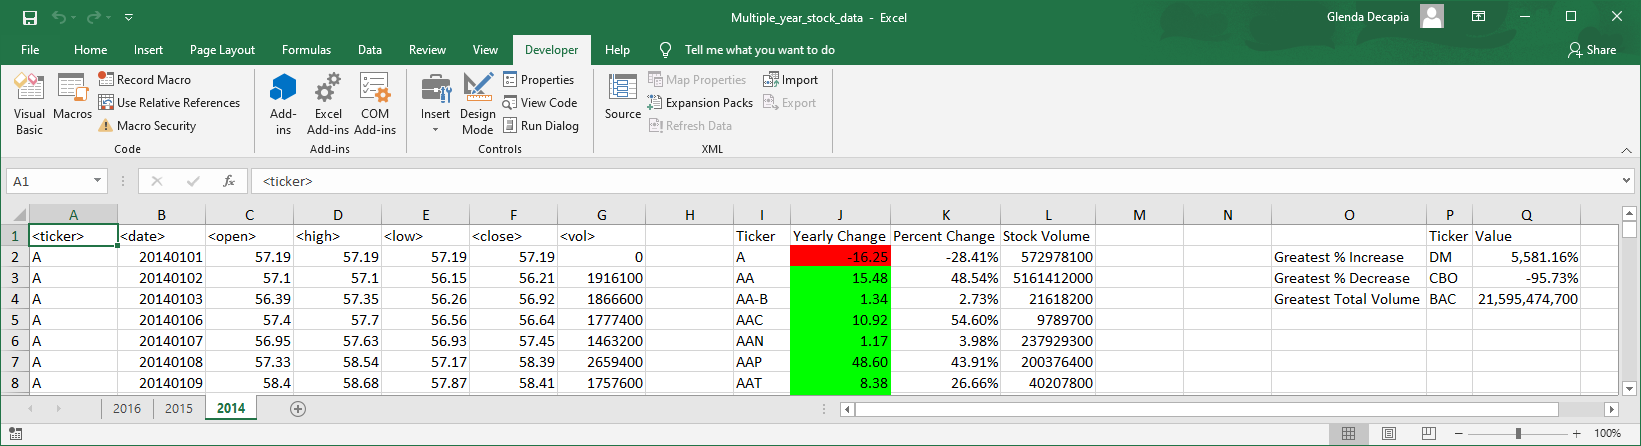 Multiple_year_stock_data - Excel
Glenda Decapia
File Home Insert Page Layout Formulas Data Review View Developer Help Tell me what you want to do Share
Visual Basic
Macros
Record Macro
Use Relative References
Macro Security
Code
Add-ins
Excel Add-ins
COM Add-ins
Add-ins
Insert
Design Mode
Properties
View Code
Run Dialog
Controls
Source
Map Properties
Expansion Packs
Refresh Data
Import
Export
XML
A1 fx <ticker>
A B C D E F G H I J K L M N O P Q
1 <ticker> <date> <open> <high> <low> <close> <vol> Ticker Yearly Change Percent Change Stock Volume Ticker Value
2 A 20140101 57.19 57.19 57.19 57.19 0 A -16.25 -28.41% 572978100 Greatest % Increase DM 5,581.16%
3 A 20140102 57.1 57.1 56.15 56.21 1916100 AA 15.48 48.54% 5161412000 Greatest % Decrease CBO -95.73%
4 A 20140103 56.39 57.35 56.26 56.92 1866600 AA-B 1.34 2.73% 21618200 Greatest Total Volume BAC 21,595,474,700
5 A 20140106 57.4 57.7 56.56 56.64 1777400 AAC 10.92 54.60% 9789700
6 A 20140107 56.95 57.63 56.93 57.45 1463200 AAN 1.17 3.98% 237929300
7 A 20140108 57.33 58.54 57.17 58.39 2659400 AAP 48.60 43.91% 200376400
8 A 20140109 58.4 58.68 57.87 58.41 1757600 AAT 8.38 26.66% 40207800
2016 2015 2014
100%